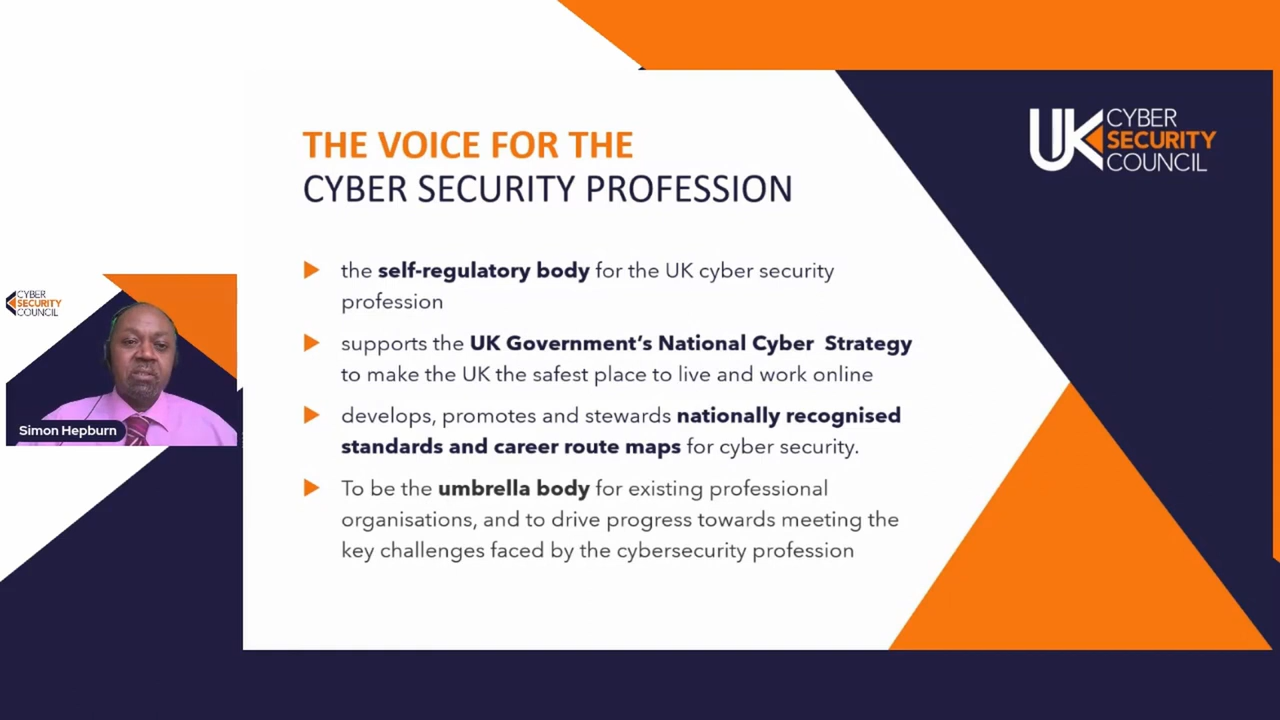 THE VOICE FOR THE
CYBER SECURITY PROFESSION
UK CYBER
SECURITY
COUNCIL
the self-regulatory body for the UK cyber security
profession
supports the UK Government's National Cyber  Strategy
to make the UK the safest place to live and work online
develops, promotes and stewards nationally recognised
standards and career route maps for cyber security.
To be the umbrella body for existing professional
organisations, and to drive progress towards meeting the
key challenges faced by the cybersecurity profession
CYBER
SECURITY
COUNCIL
Simon Hepburn